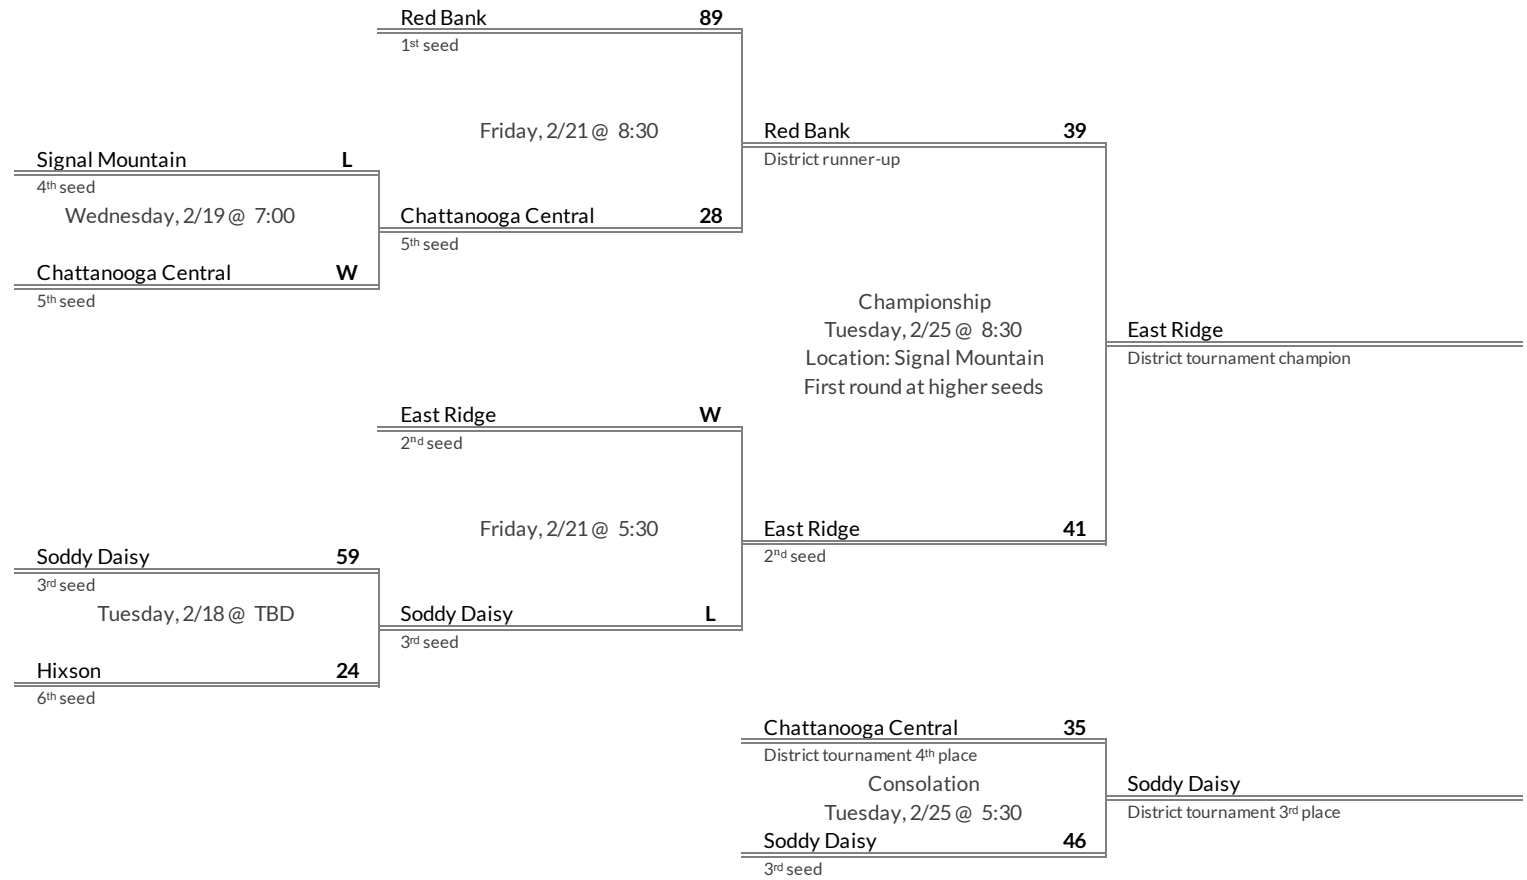 Red Bank 89
1st seed
Friday, 2/21 @ 8:30
Red Bank 39
District runner-up
Signal Mountain L
4th seed
Wednesday, 2/19 @ 7:00
Chattanooga Central 28
5th seed
Chattanooga Central W
5th seed
Championship
Tuesday, 2/25 @ 8:30
Location: Signal Mountain
First round at higher seeds
East Ridge
District tournament champion
East Ridge W
2nd seed
Friday, 2/21 @ 5:30
East Ridge 41
2nd seed
Soddy Daisy 59
3rd seed
Tuesday, 2/18 @ TBD
Soddy Daisy L
3rd seed
Hixson 24
6th seed
Chattanooga Central 35
District tournament 4th place
Consolation
Tuesday, 2/25 @ 5:30
Soddy Daisy
District tournament 3rd place
Soddy Daisy 46
3rd seed